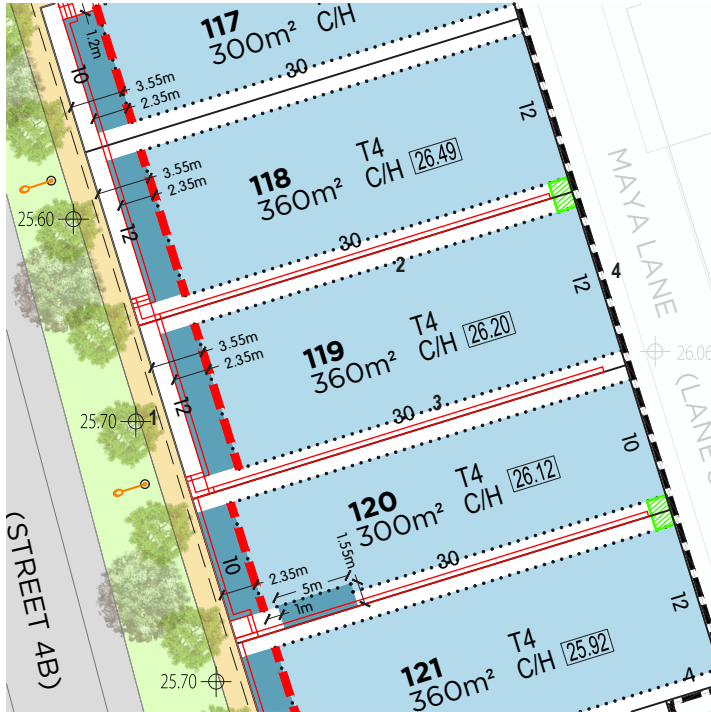 117
300m² C/H
1.2m
10
30
3.55m
2.35m
12
118
360m²
T4
C/H 26.49
3.55m
2.35m
25.60
12
30
2
MAYA LANE
4
12
119
360m²
T4
C/H 26.20
3.55m
2.35m
26.06
25.70
1
12
30
3
(LANE
10
120
300m²
T4
C/H 26.12
1.55m
(STREET 4B)
10
2.35m
5m
1m
30
12
121
360m²
T4
C/H 25.92
25.70
4